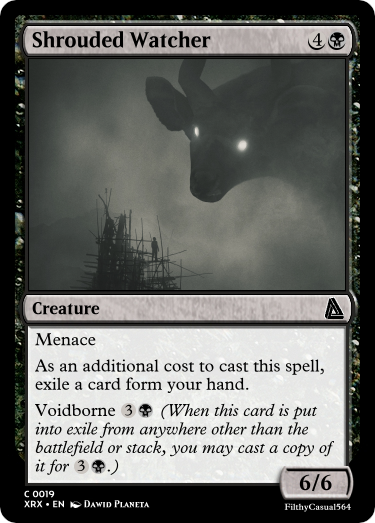 Shrouded Watcher 4
Creature
Menace
As an additional cost to cast this spell,
exile a card form your hand.
Voidborne 3 (When this card is put
into exile from anywhere other than the
battlefield or stack, you may cast a copy of
it for 3.)
6/6
C 0019
XRX • EN Dawid Planeta
FilthyCasual564